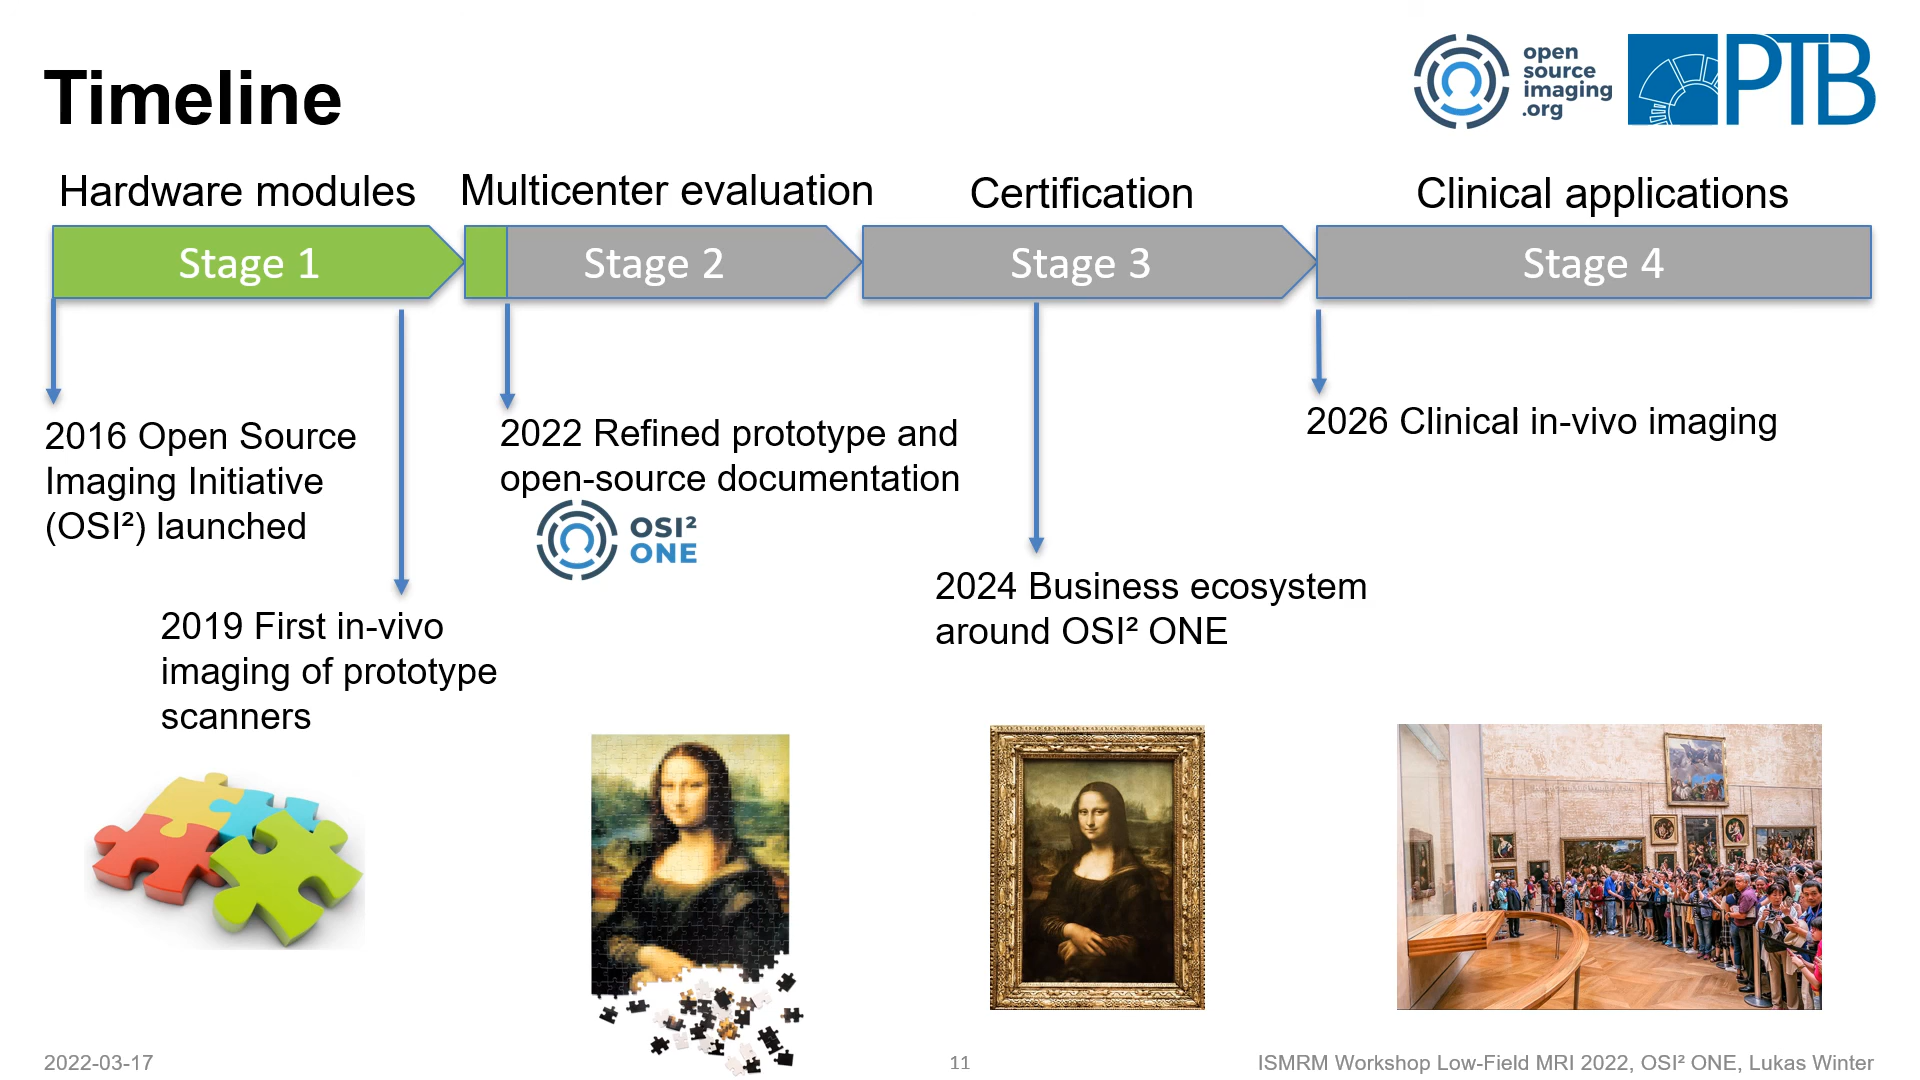 Timeline
open
source
imaging
.org
PTB
Hardware modules
Multicenter evaluation
Certification
Clinical applications
Stage 1
Stage 2
Stage 3
Stage 4
2016 Open Source
Imaging Initiative
(OSI²) launched
2019 First in-vivo
imaging of prototype
scanners
2022 Refined prototype and
open-source documentation
OSI²
ONE
2024 Business ecosystem
around OSI² ONE
2026 Clinical in-vivo imaging
2022-03-17
11
ISMRM Workshop Low-Field MRI 2022, OSI² ONE, Lukas Winter